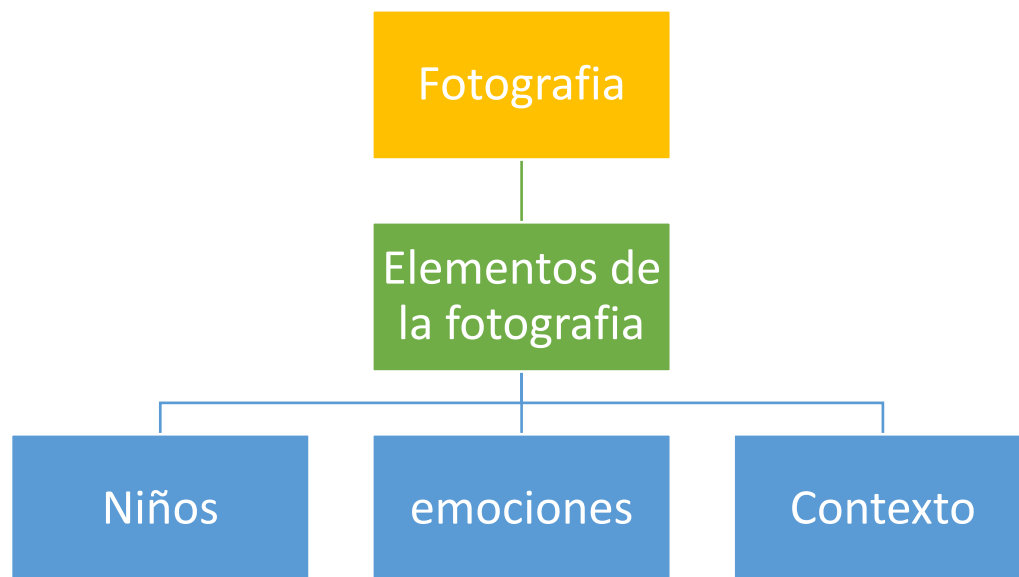 Fotografia
Elementos de
la fotografia
Niños
emociones
Contexto